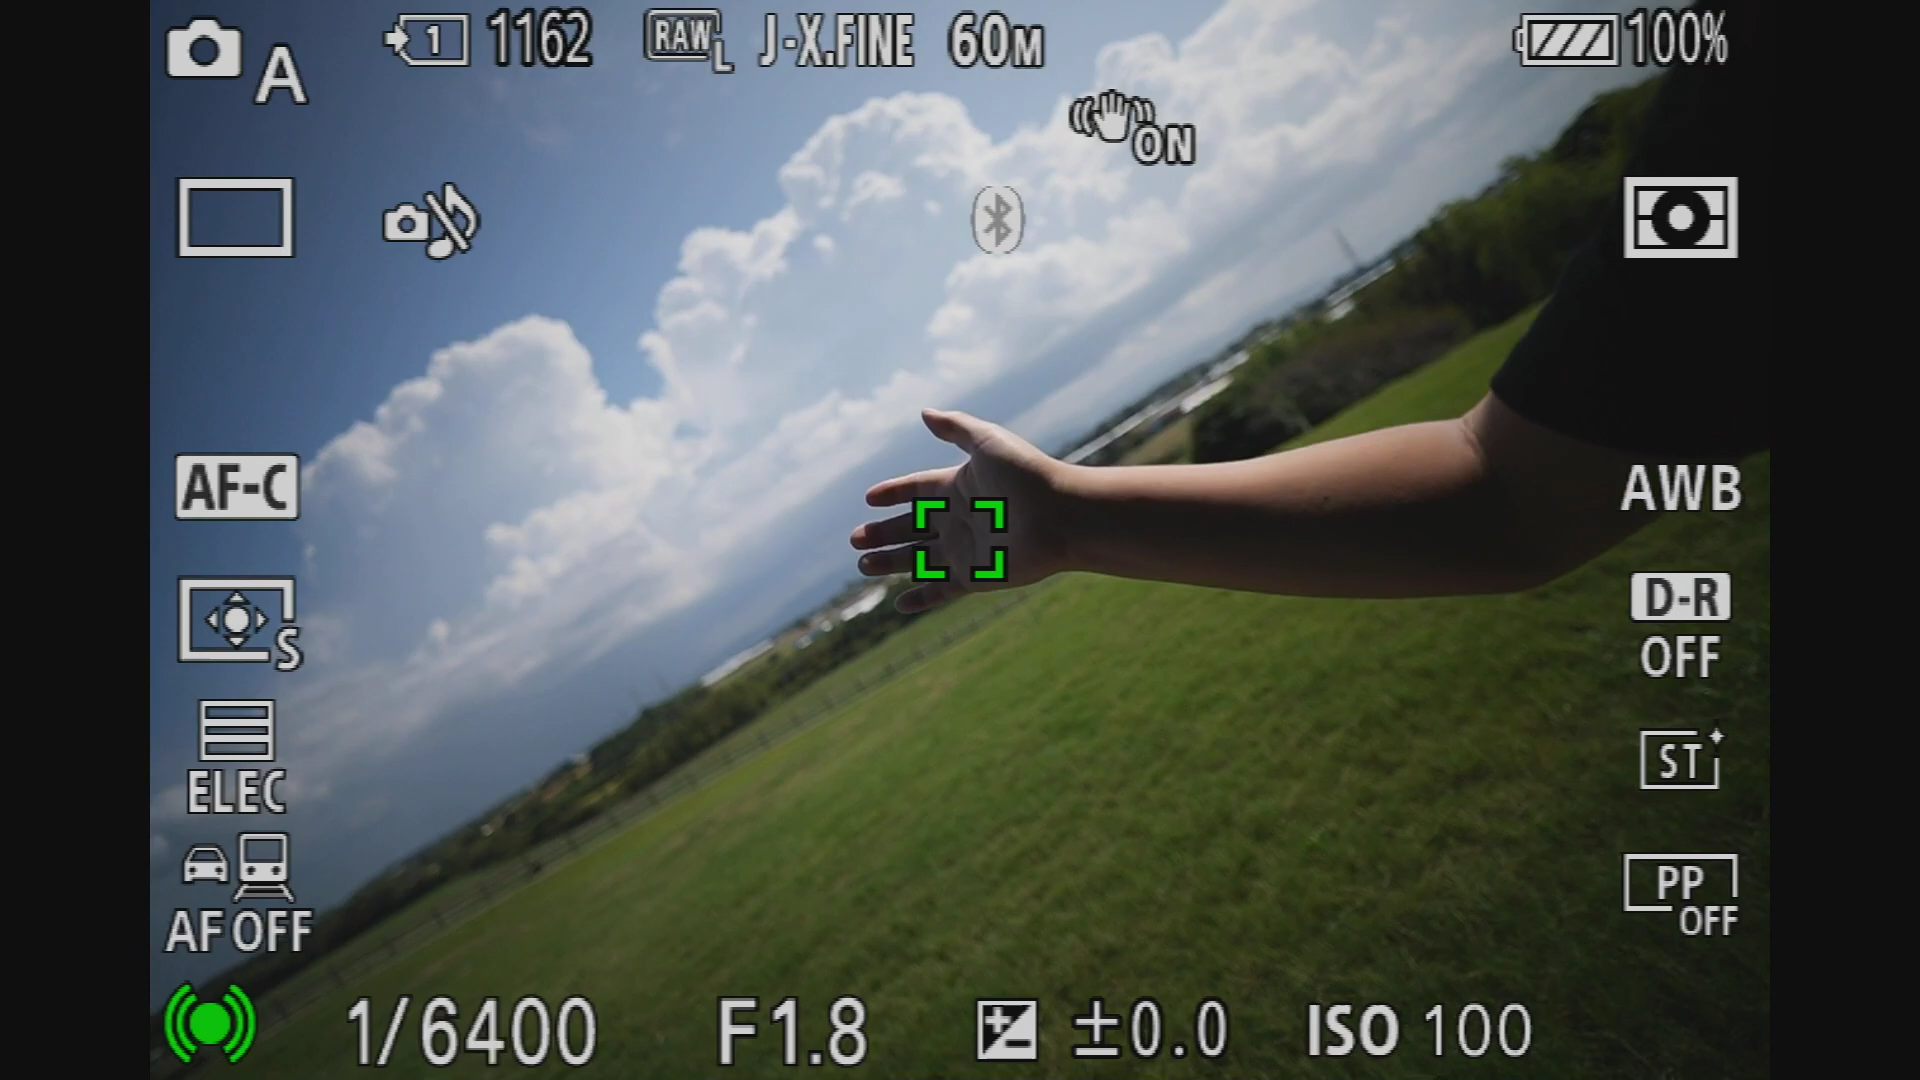 A 1 1162 RAW L J-X.FINE 60M 100%
ON
AF-C
AWB
S
D-R
OFF
ELEC
ST
AF OFF
PP
OFF
1/6400 F1.8 ±0.0 ISO 100